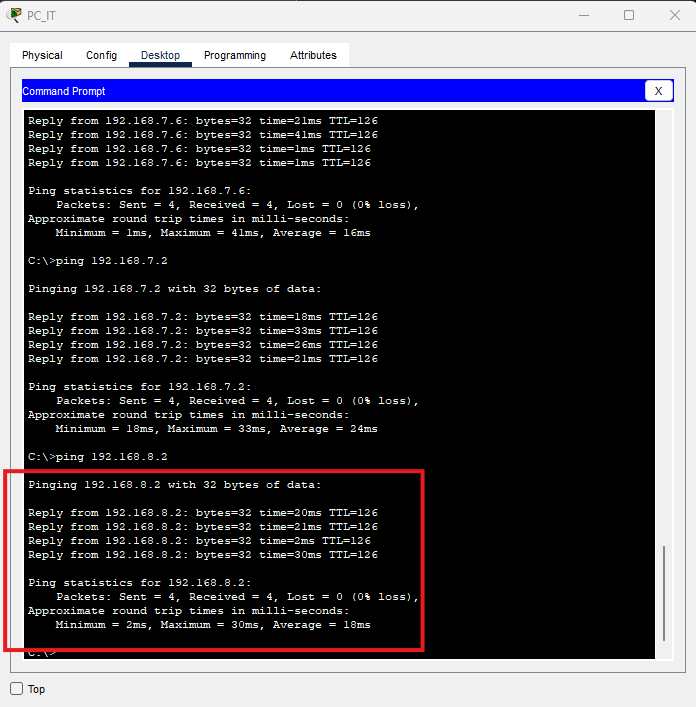 PC_IT
Physical Config Desktop Programming Attributes
Command Prompt X
Reply from 192.168.7.6: bytes=32 time=21ms TTL=126
Reply from 192.168.7.6: bytes=32 time=41ms TTL=126
Reply from 192.168.7.6: bytes=32 time=1ms TTL=126
Reply from 192.168.7.6: bytes=32 time=1ms TTL=126
Ping statistics for 192.168.7.6:
Packets: Sent = 4, Received = 4, Lost = 0 (0% loss),
Approximate round trip times in milli-seconds:
Minimum = 1ms, Maximum = 41ms, Average = 16ms
C:\>ping 192.168.7.2
Pinging 192.168.7.2 with 32 bytes of data:
Reply from 192.168.7.2: bytes=32 time=18ms TTL=126
Reply from 192.168.7.2: bytes=32 time=33ms TTL=126
Reply from 192.168.7.2: bytes=32 time=26ms TTL=126
Reply from 192.168.7.2: bytes=32 time=21ms TTL=126
Ping statistics for 192.168.7.2:
Packets: Sent = 4, Received = 4, Lost = 0 (0% loss),
Approximate round trip times in milli-seconds:
Minimum = 18ms, Maximum = 33ms, Average = 24ms
C:\>ping 192.168.8.2
Pinging 192.168.8.2 with 32 bytes of data:
Reply from 192.168.8.2: bytes=32 time=20ms TTL=126
Reply from 192.168.8.2: bytes=32 time=21ms TTL=126
Reply from 192.168.8.2: bytes=32 time=2ms TTL=126
Reply from 192.168.8.2: bytes=32 time=30ms TTL=126
Ping statistics for 192.168.8.2:
Packets: Sent = 4, Received = 4, Lost = 0 (0% loss),
Approximate round trip times in milli-seconds:
Minimum = 2ms, Maximum = 30ms, Average = 18ms
C:\>
Top